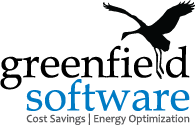 greenfield
software
Cost Savings | Energy Optimization